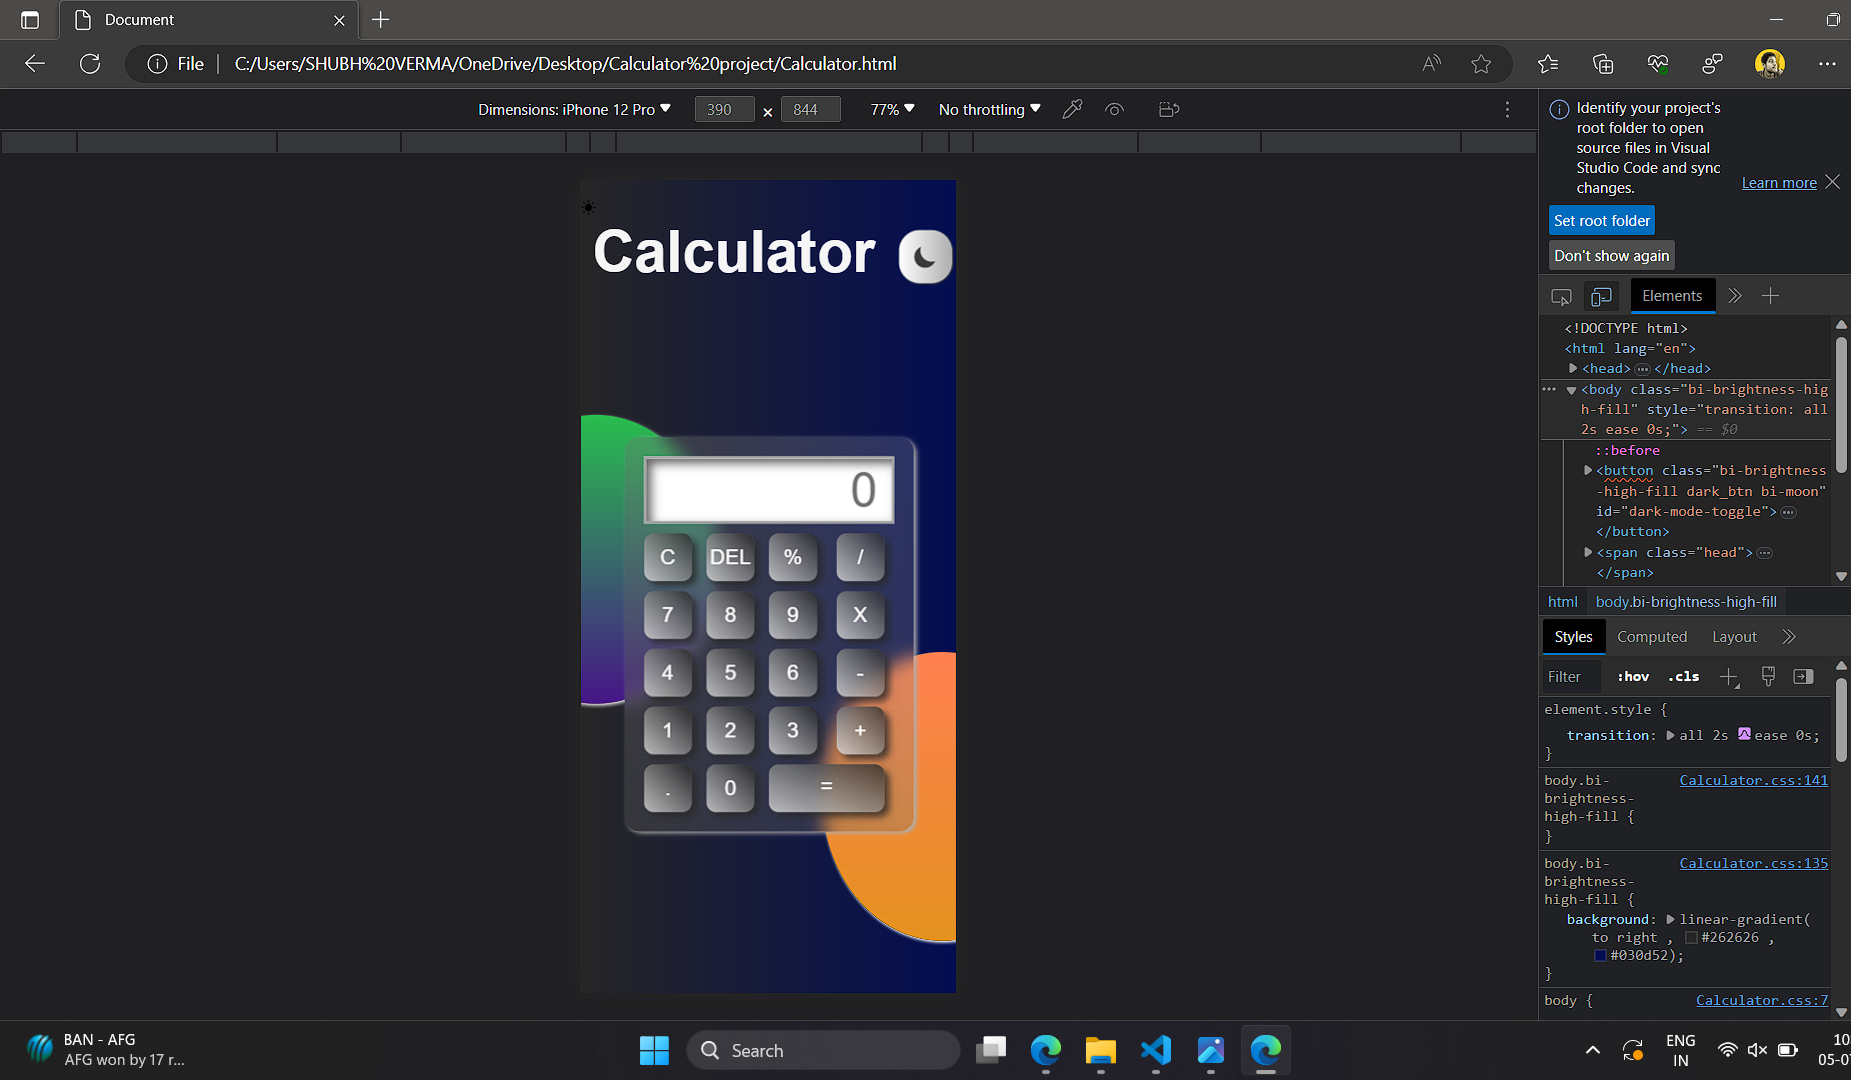 Document
File
C:/Users/SHUBH%20VERMA/OneDrive/Desktop/Calculator%20project/Calculator.html
Dimensions: iPhone 12 Pro
390 × 844
77%
No throttling
Identify your project's
root folder to open
source files in Visual
Studio Code and sync
changes.
Learn more
Set root folder
Don't show again
Calculator
0
C DEL % /
7 8 9 X
4 5 6 -
1 2 3 +
. 0 =
Elements
<!DOCTYPE html>
<html lang="en">
<head> ••• </head>
••• <body class="bi-brightness-hig
h-fill" style="transition: all
2s ease 0s;"> == $0
::before
<button class="bi-brightness
-high-fill dark_btn bi-moon"
id="dark-mode-toggle"> •••
</button>
<span class="head"> •••
</span>
html body.bi-brightness-high-fill
Styles Computed Layout
Filter :hov .cls
element.style {
transition: all 2s ease 0s;
}
body.bi- Calculator.css:141
brightness-
high-fill {
}
body.bi- Calculator.css:135
brightness-
high-fill {
background: linear-gradient(
to right , #262626 ,
#030d52);
}
body { Calculator.css:7
BAN - AFG
AFG won by 17 r...
Search
ENG
IN